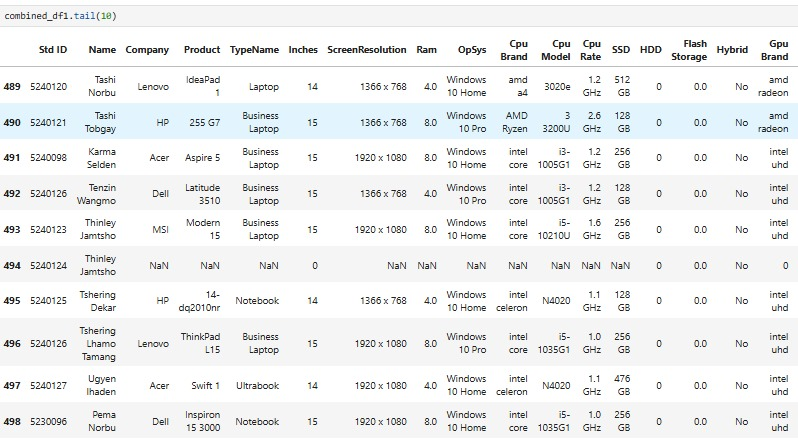 combined_df1.tail(10)
Std ID Name Company Product TypeName Inches ScreenResolution Ram OpSys Cpu Brand Cpu Model Cpu Rate SSD HDD Flash Storage Hybrid Gpu Brand
489 5240120 Tashi Norbu Lenovo IdeaPad 1 Laptop 14 1366 x 768 4.0 Windows 10 Home amd a4 3020e 1.2 GHz 512 GB 0 0.0 No amd radeon
490 5240121 Tashi Tobgay HP 255 G7 Business Laptop 15 1366 x 768 8.0 Windows 10 Pro AMD Ryzen 3 3200U 2.6 GHz 128 GB 0 0.0 No amd radeon
491 5240098 Karma Selden Acer Aspire 5 Business Laptop 15 1920 x 1080 8.0 Windows 10 Home intel core i3-1005G1 1.2 GHz 256 GB 0 0.0 No intel uhd
492 5240126 Tenzin Wangmo Dell Latitude 3510 Business Laptop 15 1366 x 768 4.0 Windows 10 Pro intel core i3-1005G1 1.2 GHz 128 GB 0 0.0 No intel uhd
493 5240123 Thinley Jamtsho MSI Modern 15 Business Laptop 15 1920 x 1080 8.0 Windows 10 Home intel core i5-10210U 1.6 GHz 256 GB 0 0.0 No intel uhd
494 5240124 Thinley Jamtsho NaN NaN NaN 0 NaN NaN NaN NaN NaN NaN NaN 0 0.0 No 0
495 5240125 Tshering Dekar HP 14-dq2010nr Notebook 14 1366 x 768 4.0 Windows 10 Home intel celeron N4020 1.1 GHz 128 GB 0 0.0 No intel uhd
496 5240126 Tshering Lhamo Tamang Lenovo ThinkPad L15 Business Laptop 15 1920 x 1080 8.0 Windows 10 Pro intel core i5-1035G1 1.0 GHz 256 GB 0 0.0 No intel uhd
497 5240127 Ugyen lhaden Acer Swift 1 Ultrabook 14 1920 x 1080 4.0 Windows 10 Home intel celeron N4020 1.1 GHz 476 GB 0 0.0 No intel uhd
498 5230096 Pema Norbu Dell Inspiron 15 3000 Notebook 15 1920 x 1080 8.0 Windows 10 Home intel core i5-1035G1 1.0 GHz 256 GB 0 0.0 No intel uhd